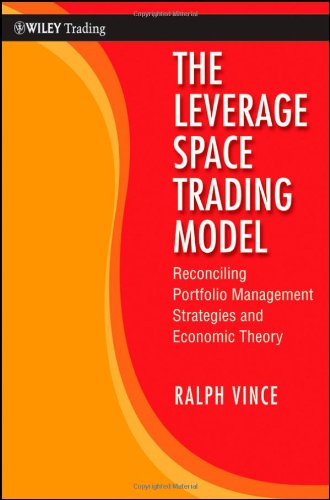 WILEY Trading
THE
LEVERAGE
SPACE
TRADING
MODEL
Reconciling
Portfolio Management
Strategies and
Economic Theory
RALPH VINCE